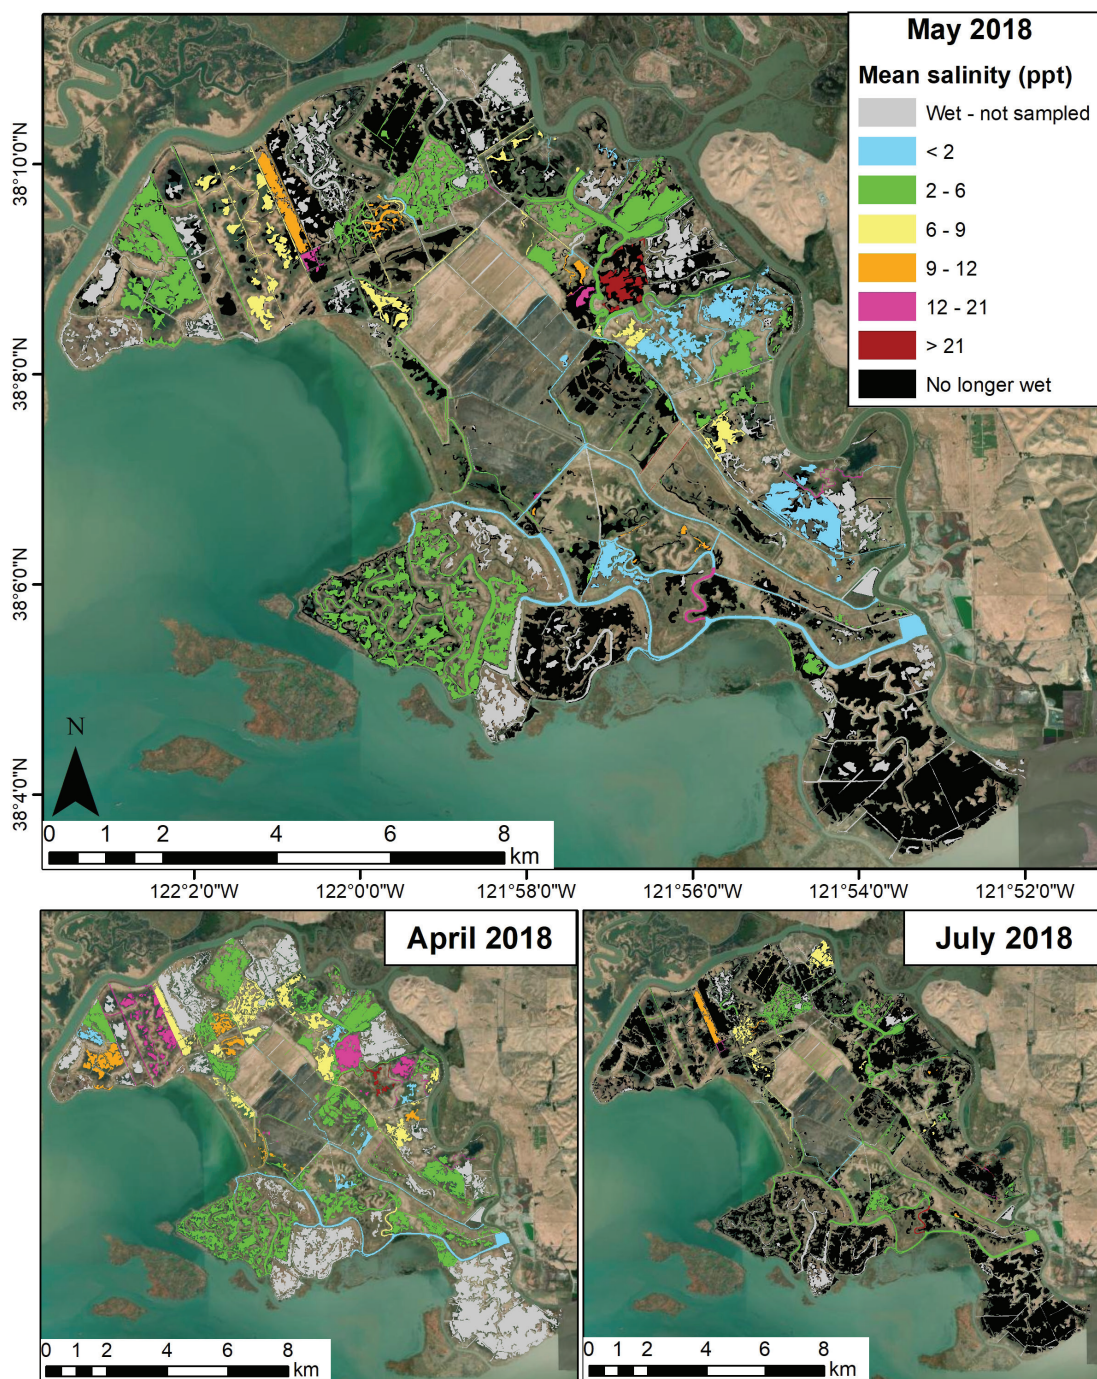 May 2018
Mean salinity (ppt)
Wet - not sampled
< 2
2 - 6
6 - 9
9 - 12
12 - 21
> 21
No longer wet
38°10'0"N
38°8'0"N
38°6'0"N
38°4'0"N
N
0 2 4 6 8
km
122°2'0"W 122°0'0"W 121°58'0"W 121°56'0"W 121°54'0"W 121°52'0"W
April 2018
0 1 2 4 6 8
km
July 2018
0 1 2 4 6 8
km